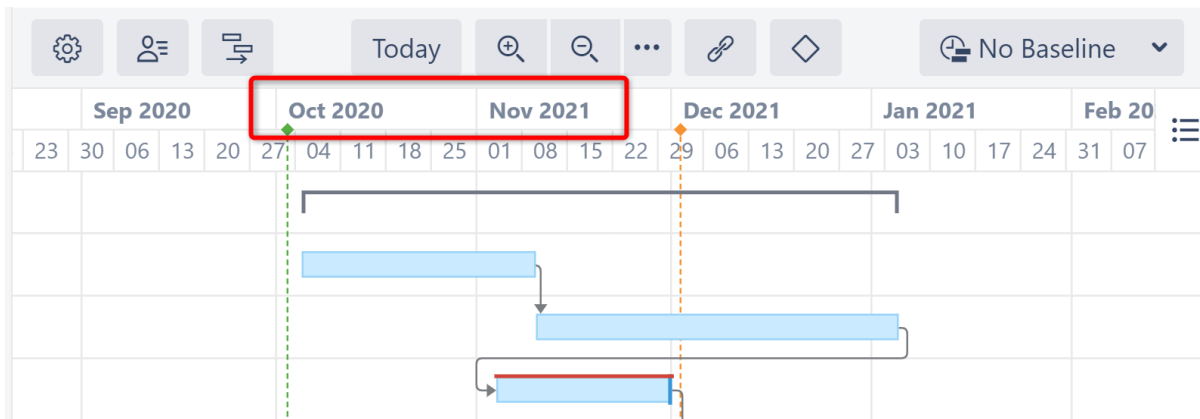 Today ••• No Baseline
Sep 2020 Oct 2020 Nov 2021 Dec 2021 Jan 2021 Feb 20
23 30 06 13 20 27 04 11 18 25 01 08 15 22 29 06 13 20 27 03 10 17 24 31 07